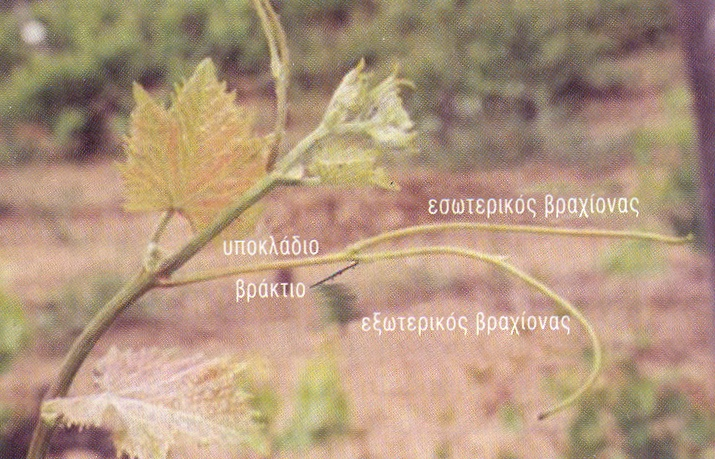 εσωτερικός βραχίονας
υποκλάδιο
βράκτιο
εξωτερικός βραχίονας